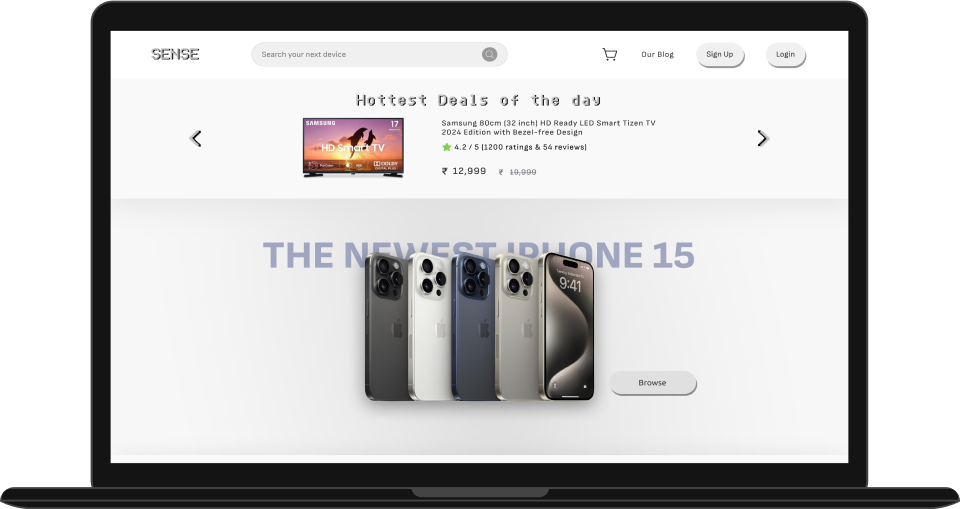 SENSE
Search your next device
Our Blog
Sign Up
Login
Hottest Deals of the day
SAMSUNG
17
HD Smart TV
DOLBY
Samsung 80cm (32 inch) HD Ready LED Smart Tizen TV
2024 Edition with Bezel-free Design
4.2 / 5 (1200 ratings & 54 reviews)
₹ 12,999
₹ 19,999
THE NEWEST IPHONE 15
9:41
Browse